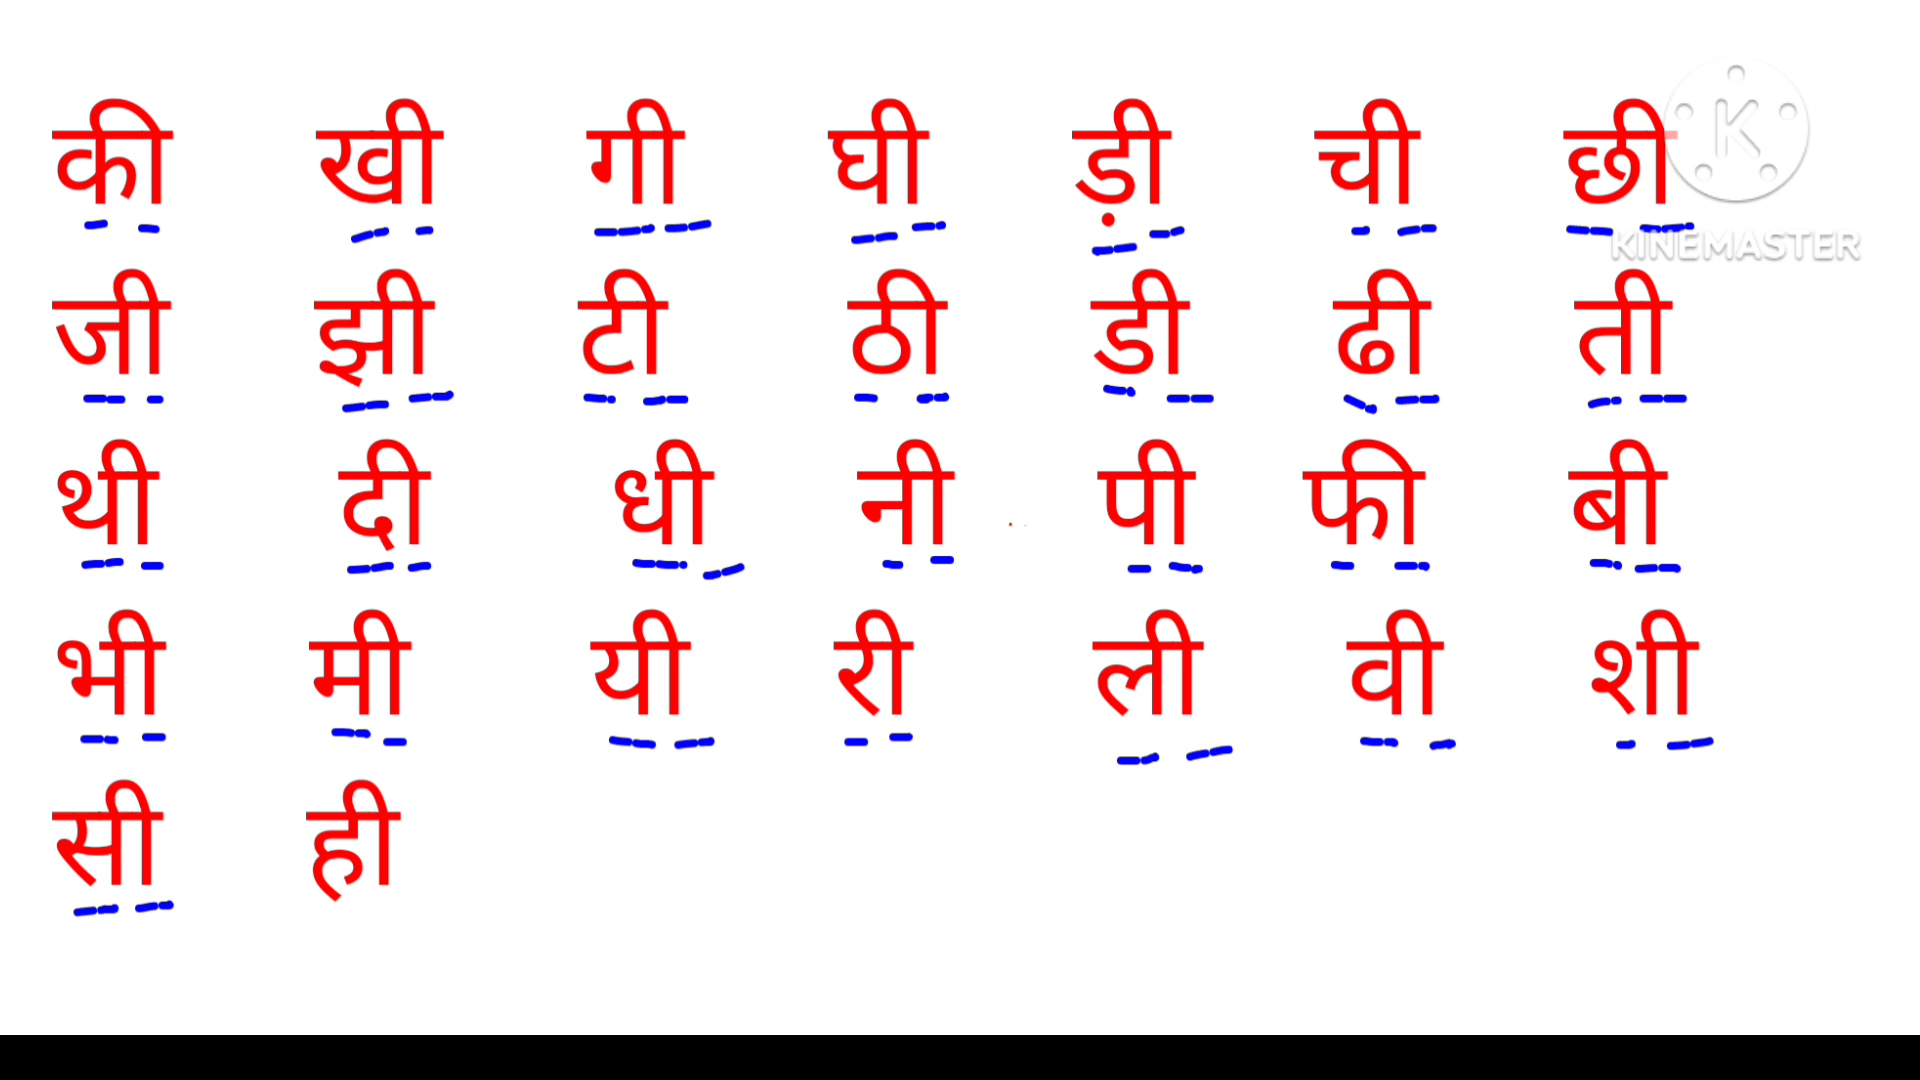 की खी गी घी ड़ी ची छी
K
KINEMASTER
जी झी टी ठी डी ढी ती
थी दी धी नी पी फी बी
भी मी यी री ली वी शी
सी ही